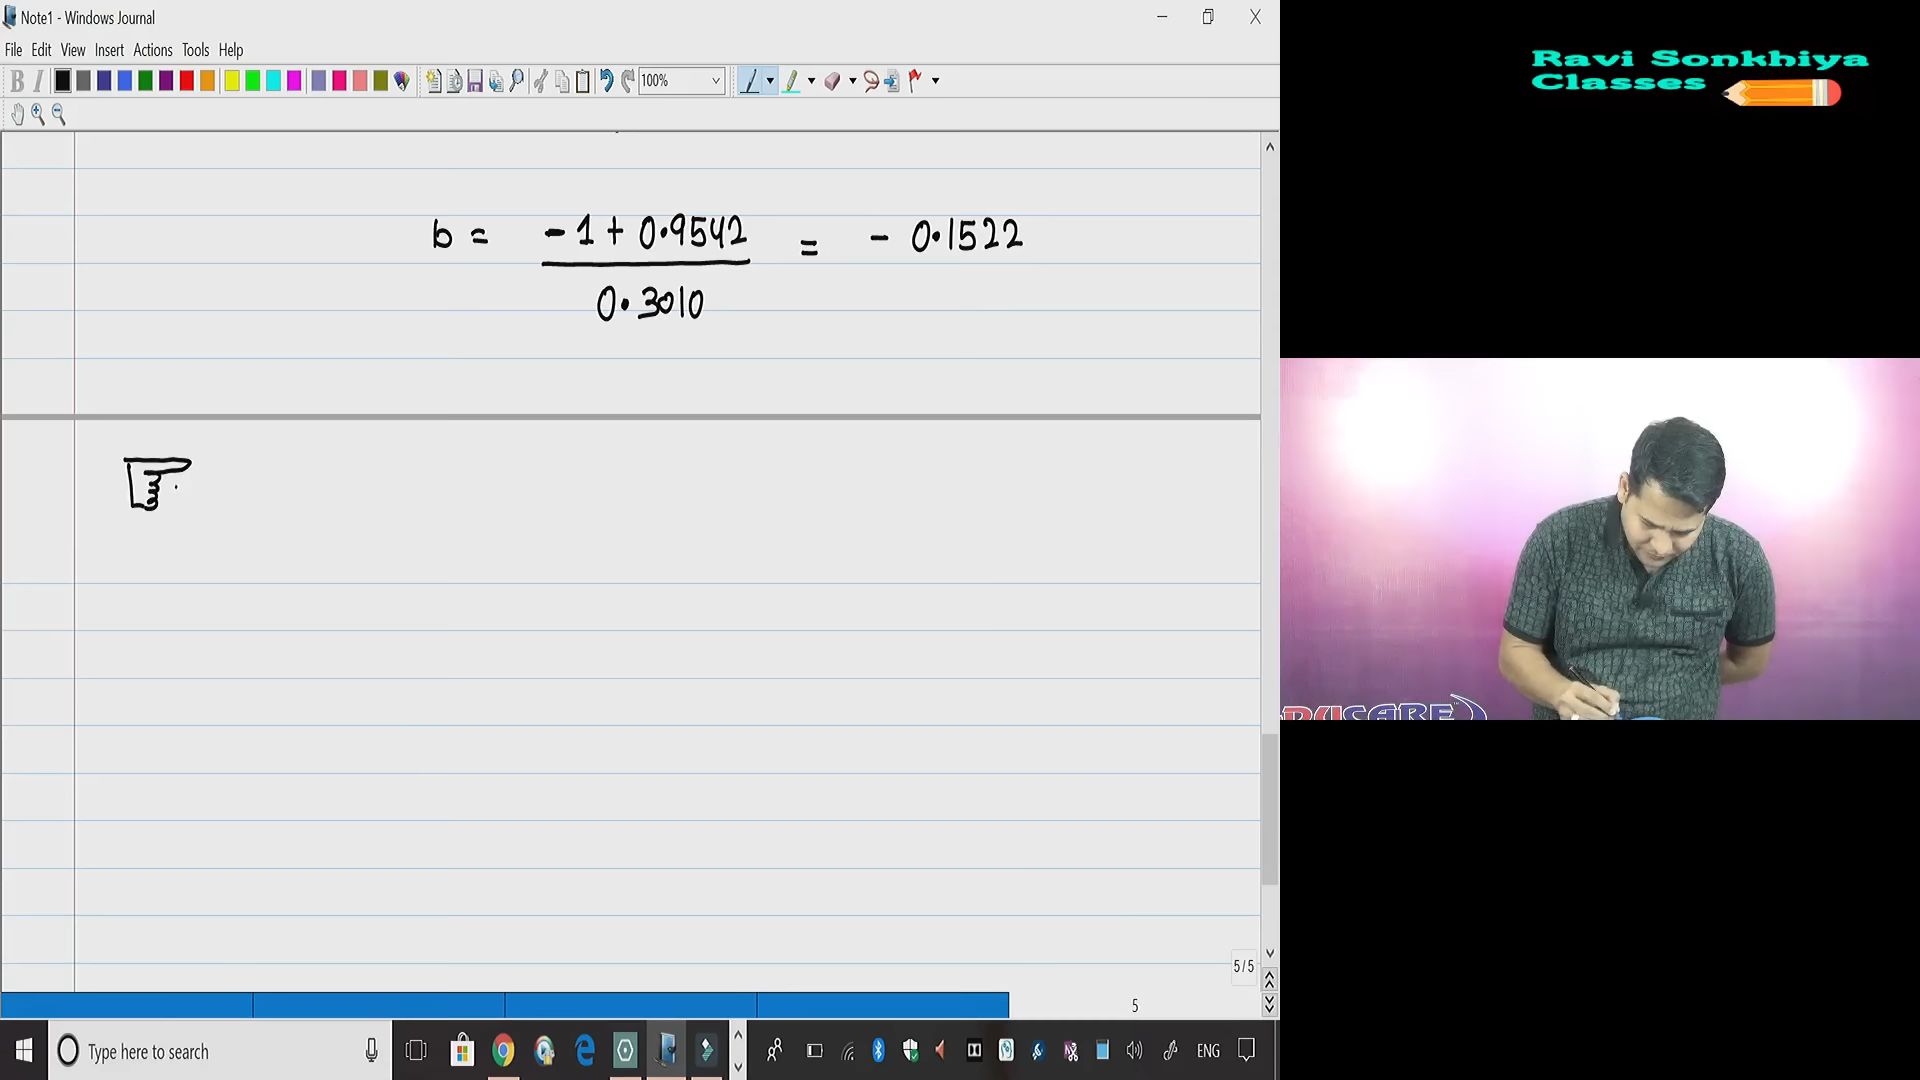 Note1 - Windows Journal
File Edit View Insert Actions Tools Help
B I
100%
b = -1 + 0.9542 = - 0.1522
0.3010
5 / 5
5
Type here to search
ENG
Ravi Sonkhiya
Classes